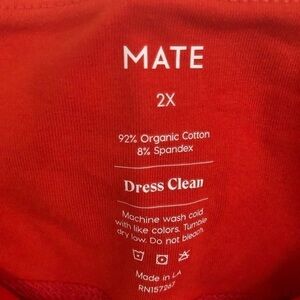 MATE
2X
92% Organic Cotton
8% Spandex
Dress Clean
Machine wash cold
with like colors. Tumble
dry low. Do not bleach.
Made in LA
RN157267